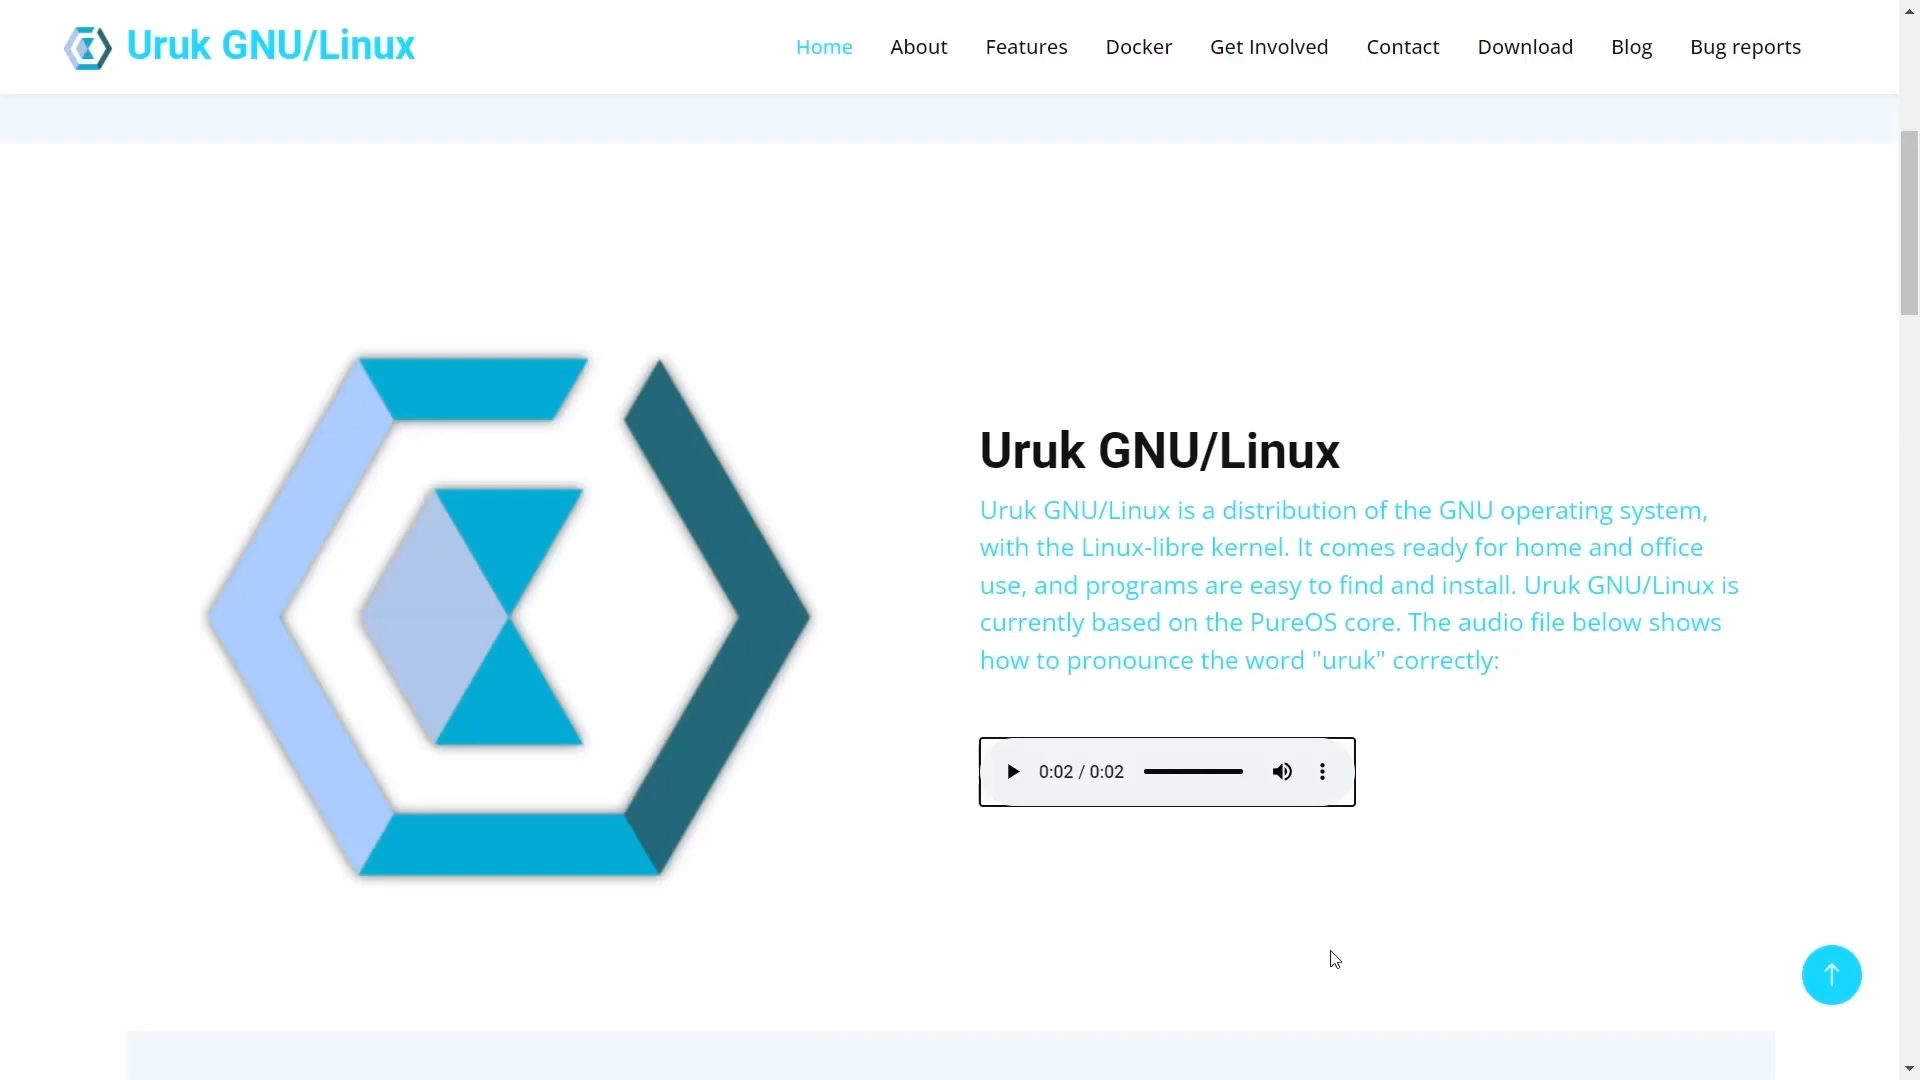 Uruk GNU/Linux
Home About Features Docker Get Involved Contact Download Blog Bug reports
Uruk GNU/Linux
Uruk GNU/Linux is a distribution of the GNU operating system,
with the Linux-libre kernel. It comes ready for home and office
use, and programs are easy to find and install. Uruk GNU/Linux is
currently based on the PureOS core. The audio file below shows
how to pronounce the word "uruk" correctly:
0:02 / 0:02